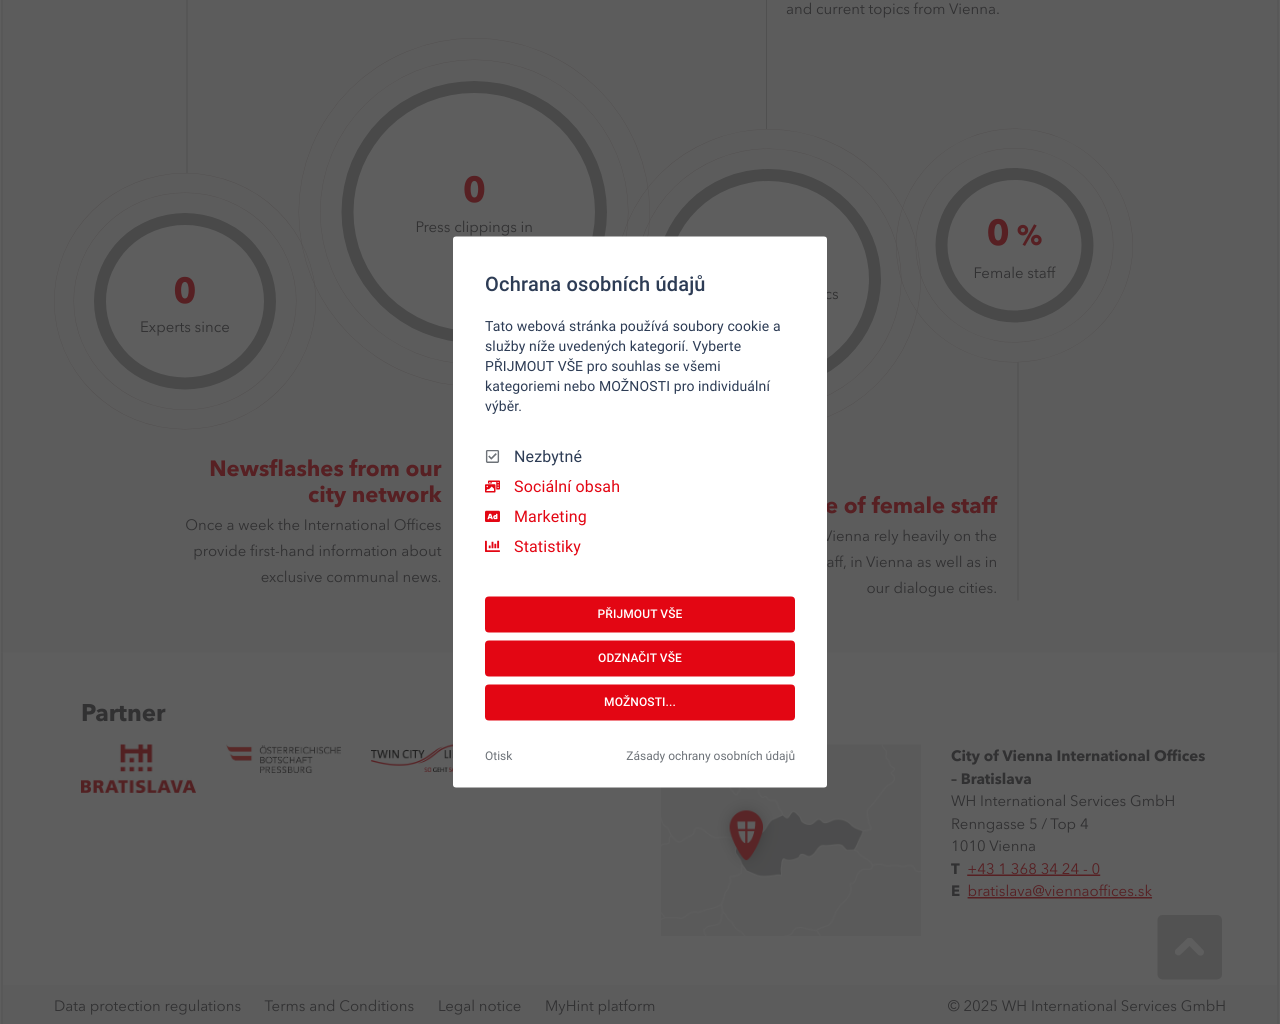 and current topics from Vienna.
0
Press clippings in
0
Experts since
0 %
Female staff
cs
Ochrana osobních údajů
Tato webová stránka používá soubory cookie a
služby níže uvedených kategorií. Vyberte
PŘIJMOUT VŠE pro souhlas se všemi
kategoriemi nebo MOŽNOSTI pro individuální
výběr.
Nezbytné
Sociální obsah
Ad Marketing
Statistiky
PŘIJMOUT VŠE
ODZNAČIT VŠE
MOŽNOSTI...
Otisk
Zásady ochrany osobních údajů
Newsflashes from our
city network
Once a week the International Offices
provide first-hand information about
exclusive communal news.
e of female staff
Vienna rely heavily on the
aff, in Vienna as well as in
our dialogue cities.
Partner
BRATISLAVA
ÖSTERREICHISCHE
BOTSCHAFT
PRESSBURG
TWIN CITY LI
City of Vienna International Offices
– Bratislava
WH International Services GmbH
Renngasse 5 / Top 4
1010 Vienna
T +43 1 368 34 24 - 0
E bratislava@viennaoffices.sk
Data protection regulations Terms and Conditions Legal notice MyHint platform
© 2025 WH International Services GmbH